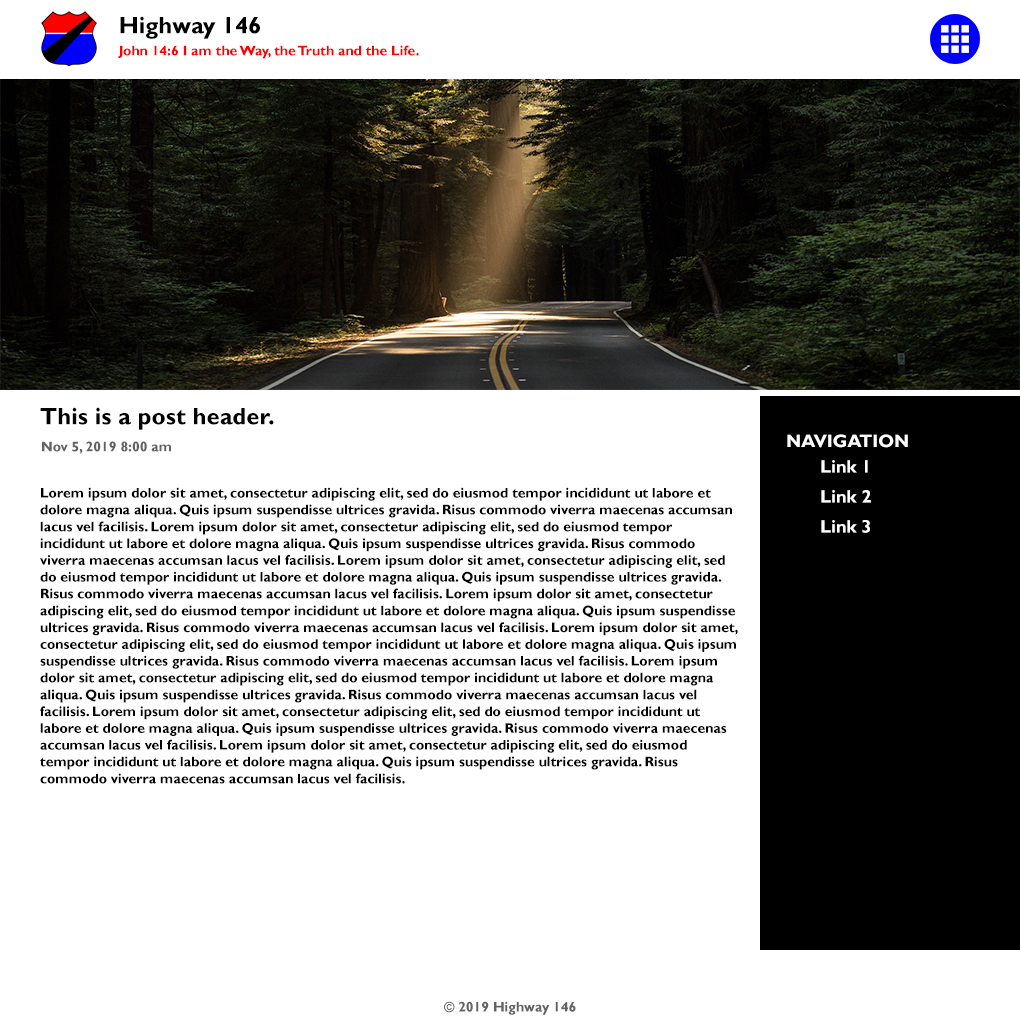 Highway 146
John 14:6 I am the Way, the Truth and the Life.
This is a post header.
Nov 5, 2019 8:00 am
Lorem ipsum dolor sit amet, consectetur adipiscing elit, sed do eiusmod tempor incididunt ut labore et
dolore magna aliqua. Quis ipsum suspendisse ultrices gravida. Risus commodo viverra maecenas accumsan
lacus vel facilisis. Lorem ipsum dolor sit amet, consectetur adipiscing elit, sed do eiusmod tempor
incididunt ut labore et dolore magna aliqua. Quis ipsum suspendisse ultrices gravida. Risus commodo
viverra maecenas accumsan lacus vel facilisis. Lorem ipsum dolor sit amet, consectetur adipiscing elit, sed
do eiusmod tempor incididunt ut labore et dolore magna aliqua. Quis ipsum suspendisse ultrices gravida.
Risus commodo viverra maecenas accumsan lacus vel facilisis. Lorem ipsum dolor sit amet, consectetur
adipiscing elit, sed do eiusmod tempor incididunt ut labore et dolore magna aliqua. Quis ipsum suspendisse
ultrices gravida. Risus commodo viverra maecenas accumsan lacus vel facilisis. Lorem ipsum dolor sit amet,
consectetur adipiscing elit, sed do eiusmod tempor incididunt ut labore et dolore magna aliqua. Quis ipsum
suspendisse ultrices gravida. Risus commodo viverra maecenas accumsan lacus vel facilisis. Lorem ipsum
dolor sit amet, consectetur adipiscing elit, sed do eiusmod tempor incididunt ut labore et dolore magna
aliqua. Quis ipsum suspendisse ultrices gravida. Risus commodo viverra maecenas accumsan lacus vel
facilisis. Lorem ipsum dolor sit amet, consectetur adipiscing elit, sed do eiusmod tempor incididunt ut
labore et dolore magna aliqua. Quis ipsum suspendisse ultrices gravida. Risus commodo viverra maecenas
accumsan lacus vel facilisis. Lorem ipsum dolor sit amet, consectetur adipiscing elit, sed do eiusmod
tempor incididunt ut labore et dolore magna aliqua. Quis ipsum suspendisse ultrices gravida. Risus
commodo viverra maecenas accumsan lacus vel facilisis.
NAVIGATION
Link 1
Link 2
Link 3
© 2019 Highway 146